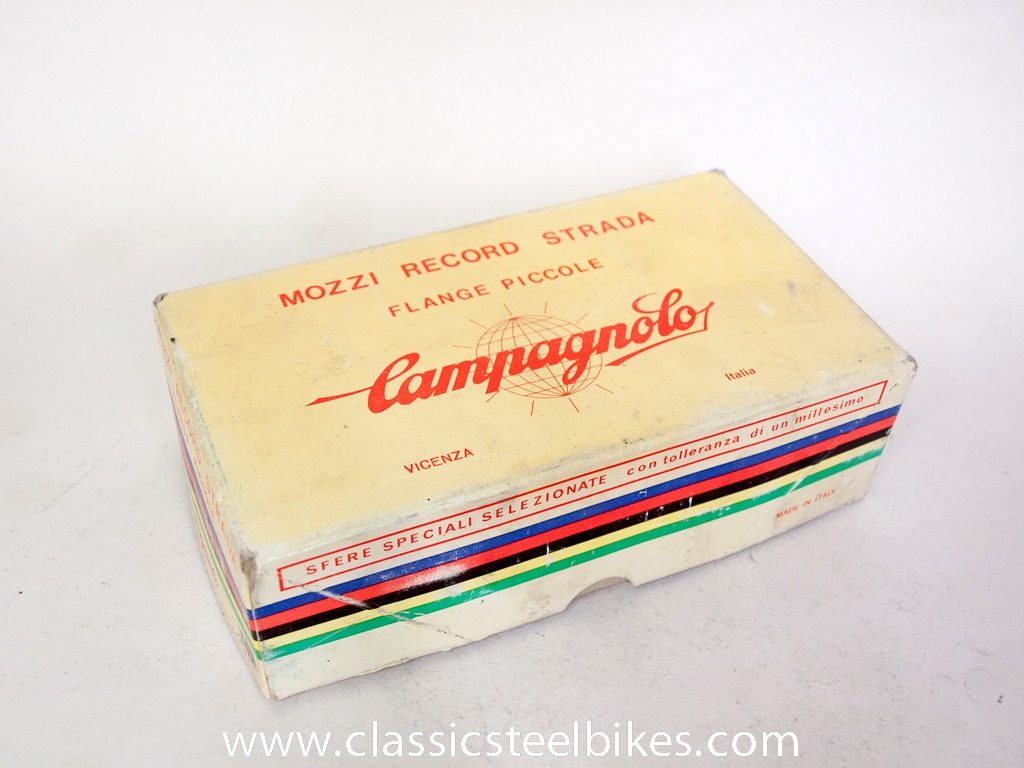 MOZZI RECORD STRADA
FLANGE PICCOLE
Campagnolo
Italia
VICENZA
SFERE SPECIALI SELEZIONATE con tolleranza di un millesimo
MADE IN ITALY
www.classicsteelbikes.com